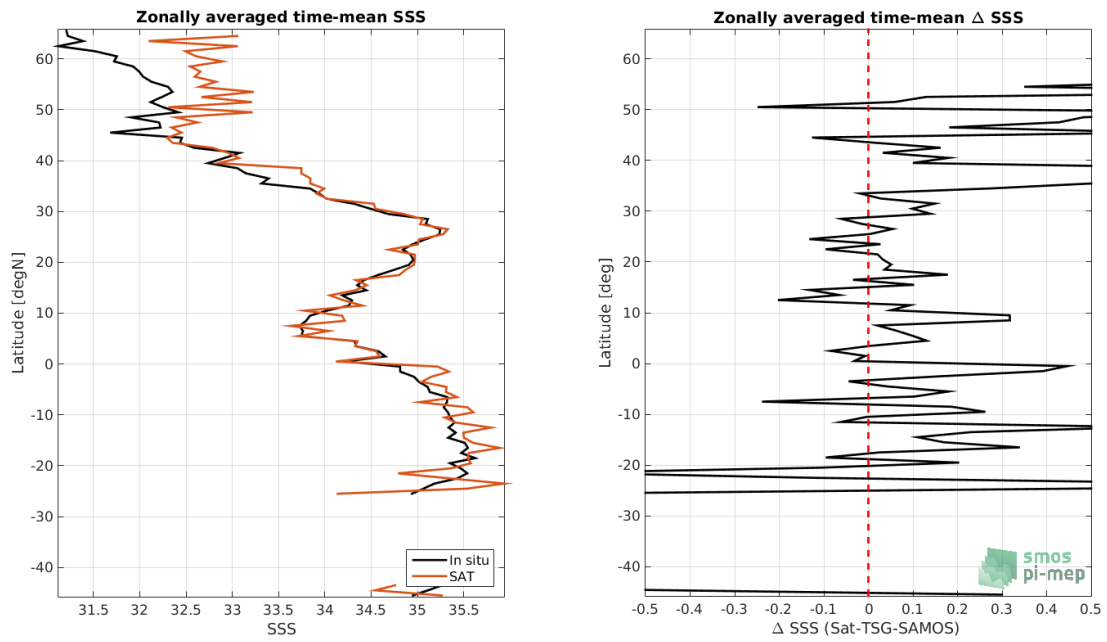 Zonally averaged time-mean SSS
60
50
40
30
20
10
0
-10
-20
-30
-40
Latitude [degN]
31.5 32 32.5 33 33.5 34 34.5 35 35.5
SSS
In situ
SAT
Zonally averaged time-mean Δ SSS
60
50
40
30
20
10
0
-10
-20
-30
-40
Latitude [deg]
-0.5 -0.4 -0.3 -0.2 -0.1 0 0.1 0.2 0.3 0.4 0.5
Δ SSS (Sat-TSG-SAMOS)
smos
pi-mep